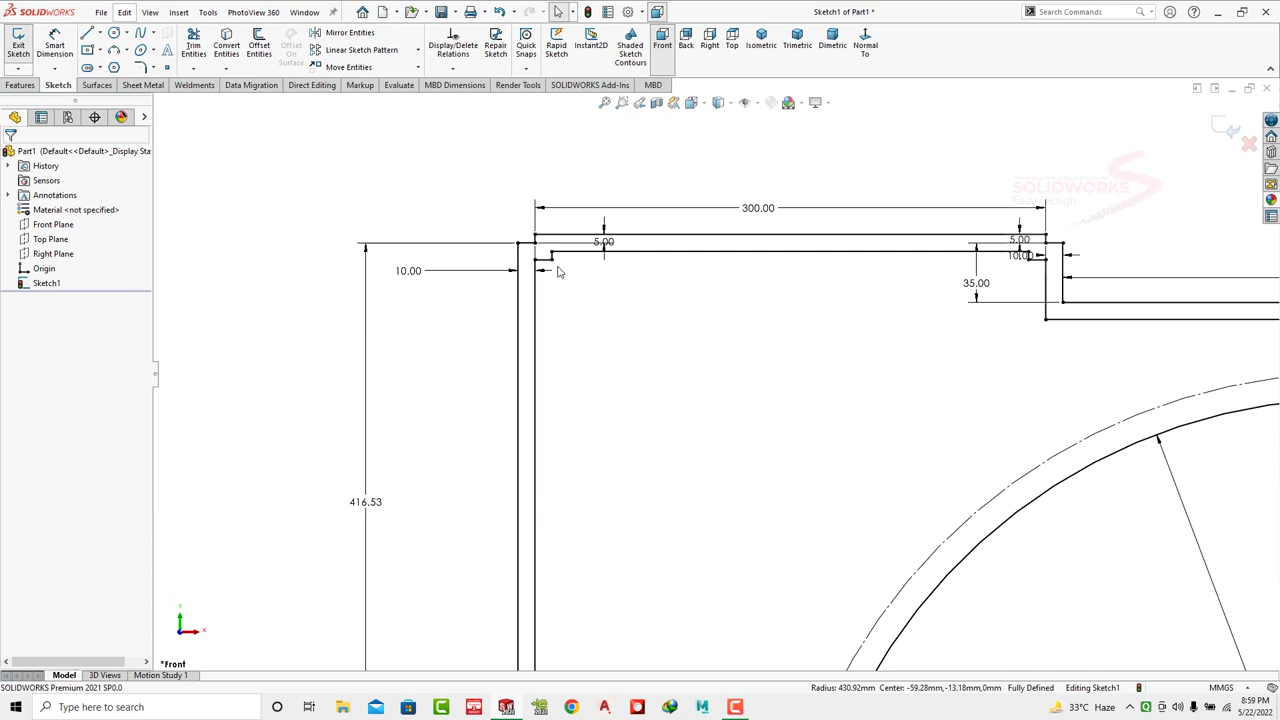 SOLIDWORKS
File Edit View Insert Tools PhotoView 360 Window
Sketch1 of Part1 *
Search Commands
Exit Sketch
Smart Dimension
Trim Entities
Convert Entities
Offset Entities
Offset On Surface
Mirror Entities
Linear Sketch Pattern
Move Entities
Display/Delete Relations
Repair Sketch
Quick Snaps
Rapid Sketch
Instant2D
Shaded Sketch Contours
Front
Back
Right
Top
Isometric
Trimetric
Dimetric
Normal To
Features Sketch Surfaces Sheet Metal Weldments Data Migration Direct Editing Markup Evaluate MBD Dimensions Render Tools SOLIDWORKS Add-Ins MBD
Part1 (Default<<Default>_Display Sta
History
Sensors
Annotations
Material <not specified>
Front Plane
Top Plane
Right Plane
Origin
Sketch1
SOLIDWORKS
Easy Design
300.00
5.00
5.00
10.00
10.00
35.00
416.53
Y
X
*Front
Model 3D Views Motion Study 1
SOLIDWORKS Premium 2021 SP0.0
Radius: 430.92mm Center: -59.28mm,-13.18mm,0mm Fully Defined Editing Sketch1 MMGS
Type here to search
33°C Haze
8:59 PM
5/22/2022